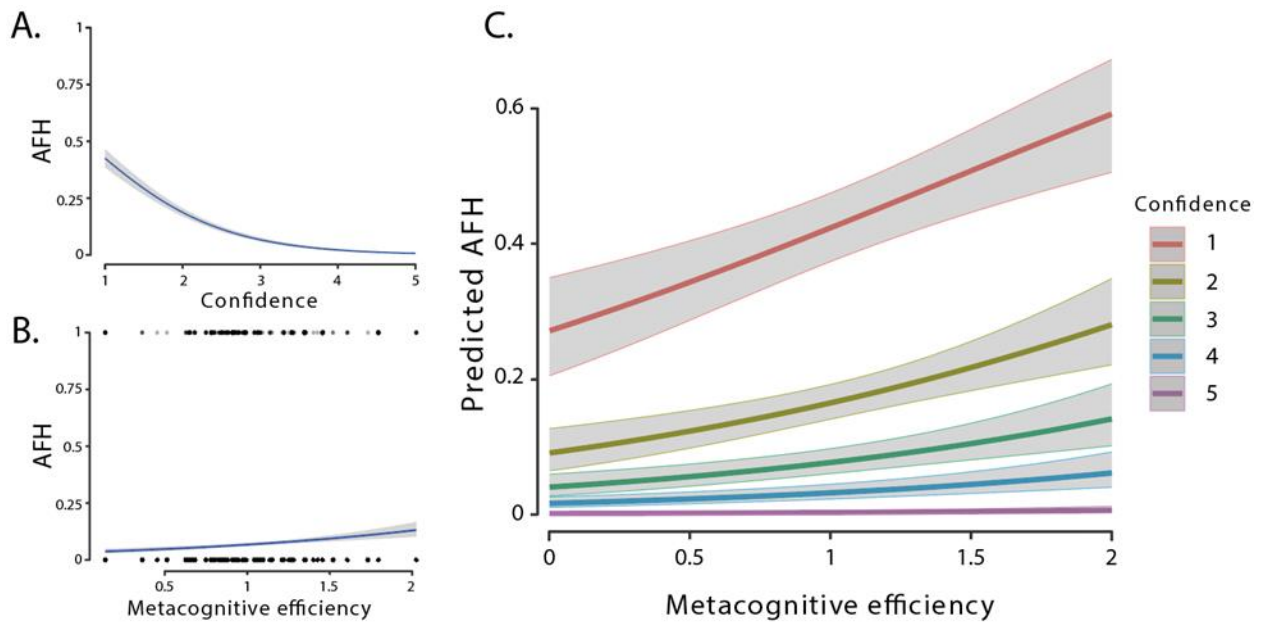 A.
1
0.75
0.5
0.25
0
AFH
1 2 3 4 5
Confidence
B.
1
0.75
0.5
0.25
0
AFH
0.5 1 1.5 2
Metacognitive efficiency
C.
0.6
0.4
0.2
0
Predicted AFH
0 0.5 1 1.5 2
Metacognitive efficiency
Confidence
1
2
3
4
5